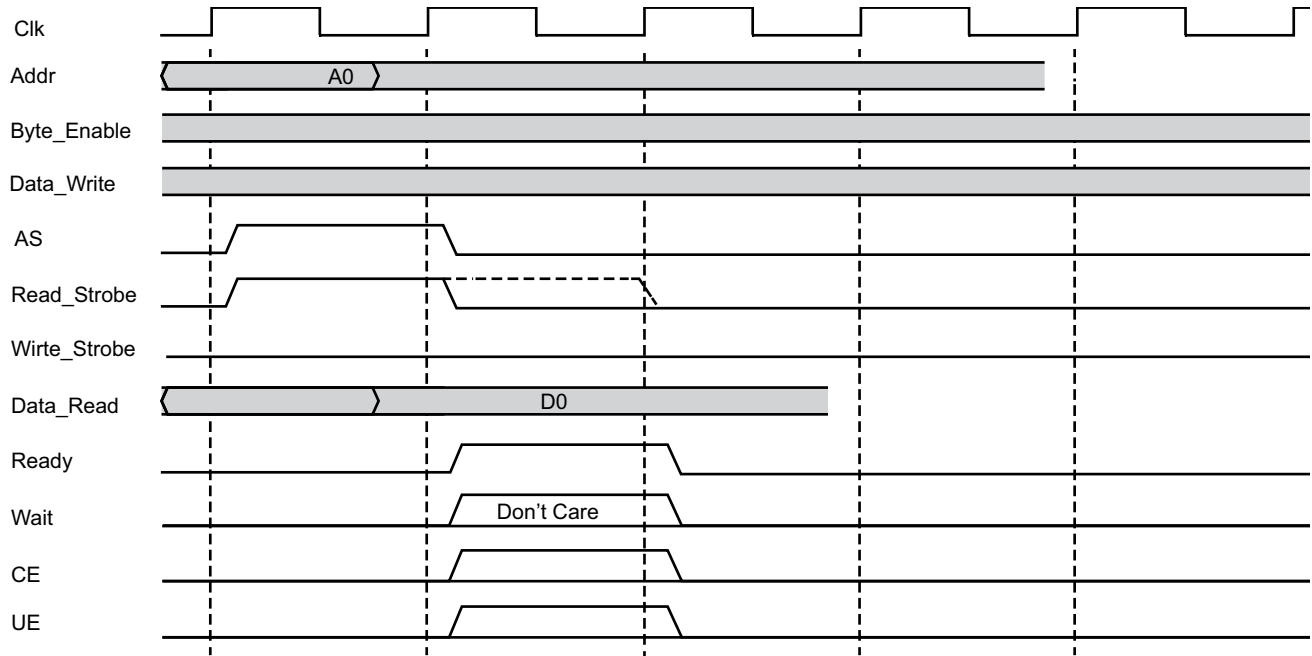 Clk
Addr
A0
Byte_Enable
Data_Write
AS
Read_Strobe
Wirte_Strobe
Data_Read
D0
Ready
Wait
Don’t Care
CE
UE